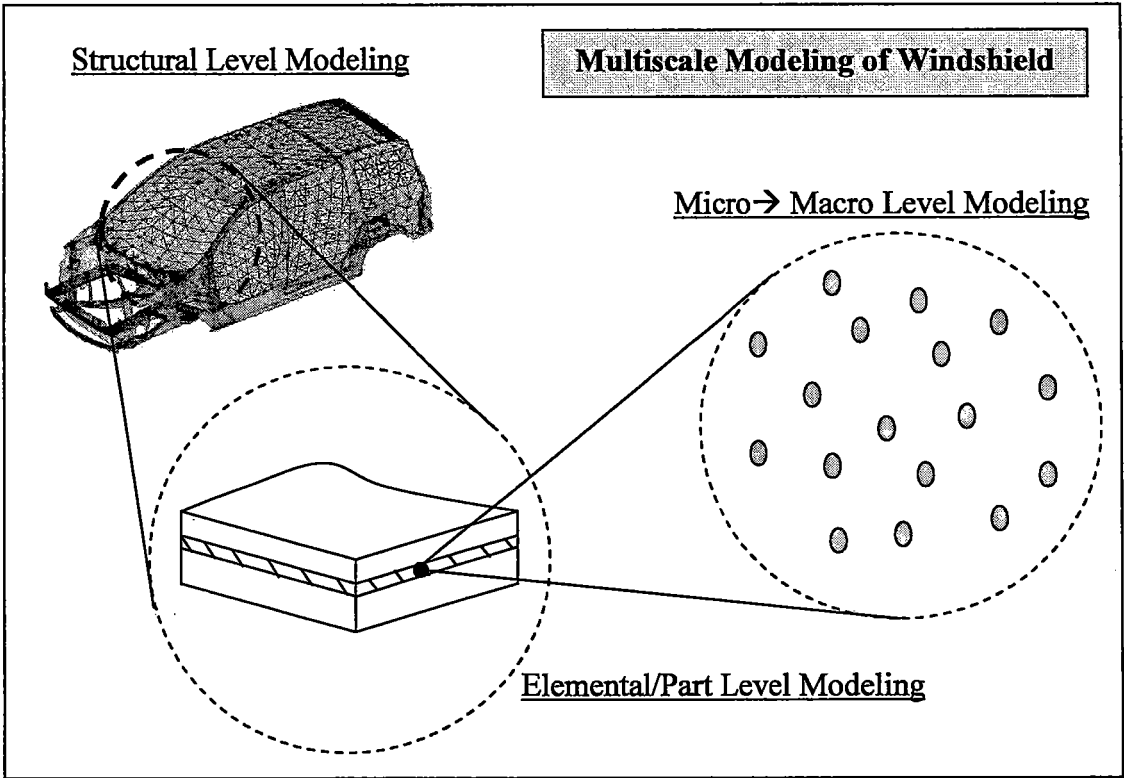 Structural Level Modeling
Multiscale Modeling of Windshield
Micro→ Macro Level Modeling
Elemental/Part Level Modeling